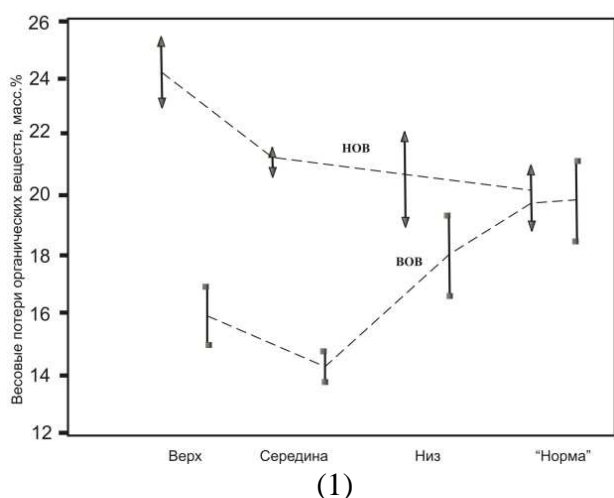 Весовые потери органических веществ, масс.%
26
24
22
20
18
16
14
12
НОВ
ВОВ
Верх Середина Низ “Норма”
(1)